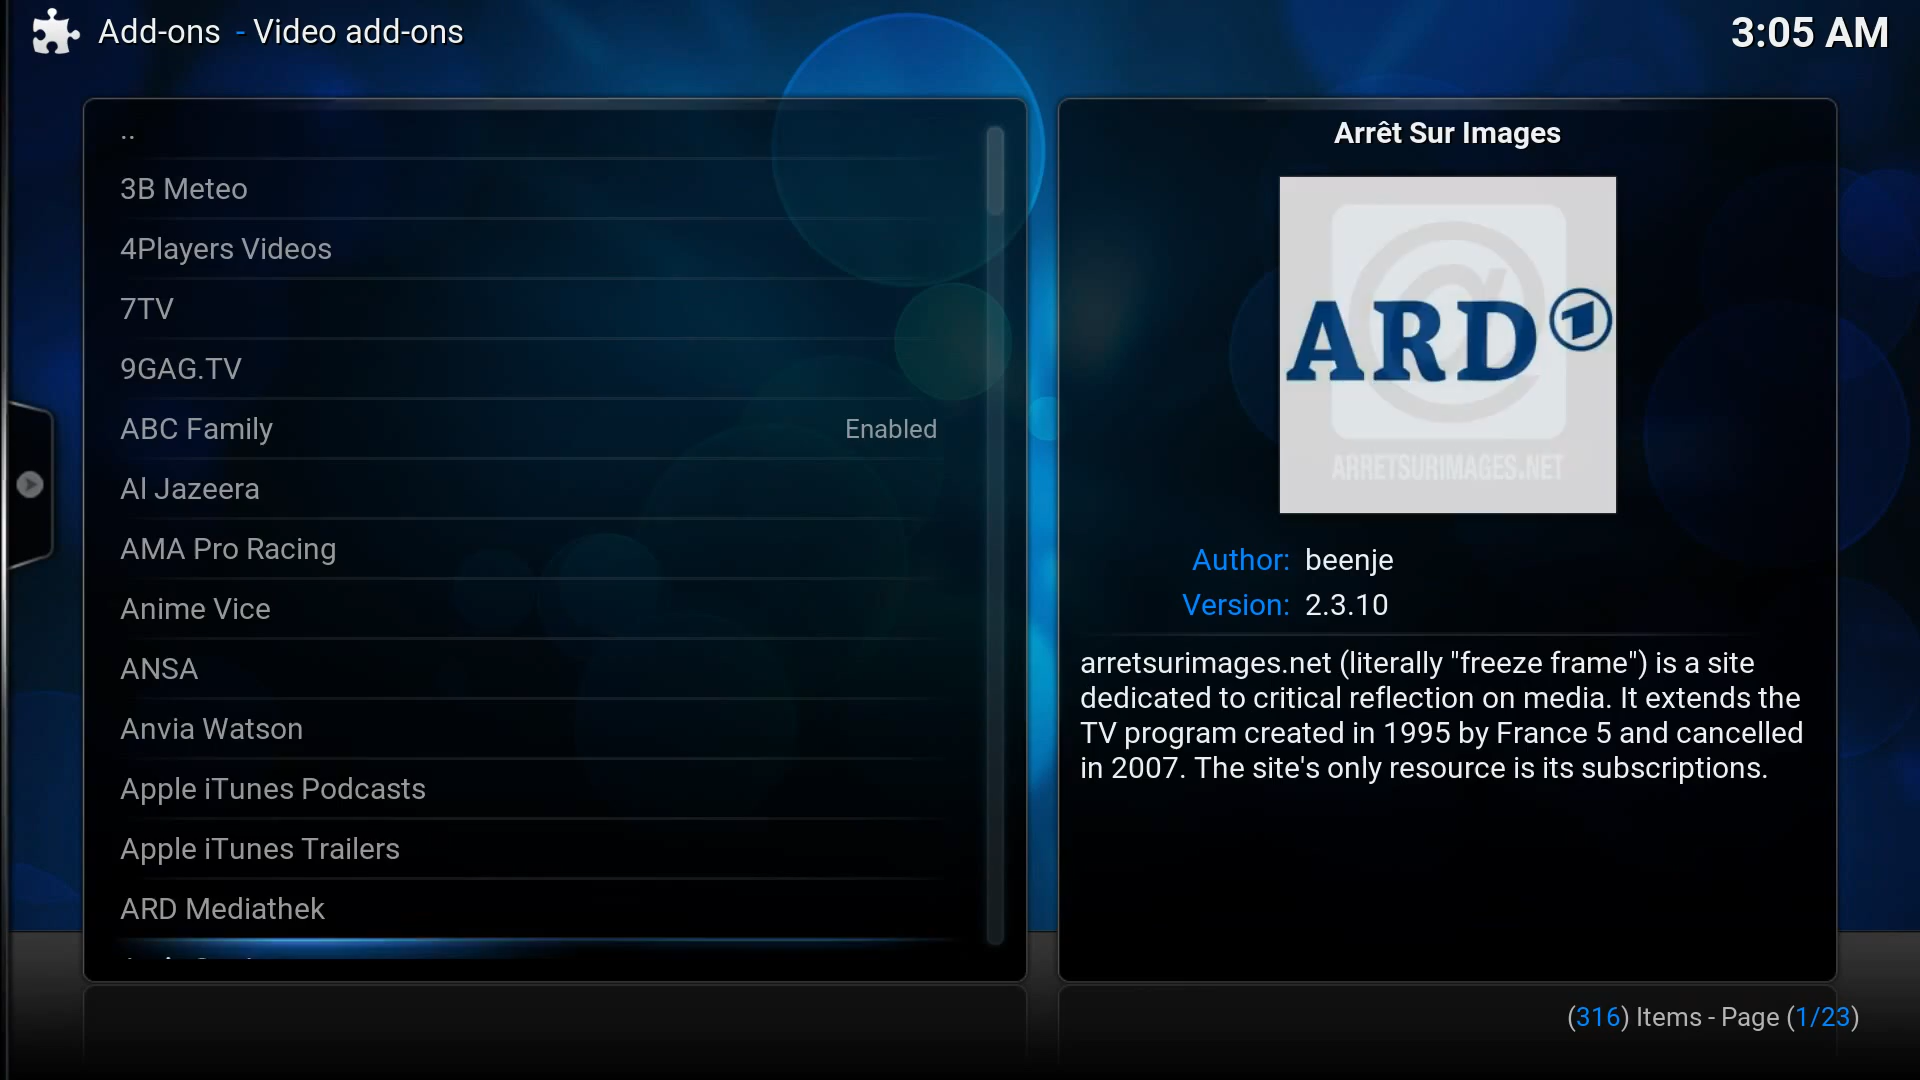 Add-ons - Video add-ons
3:05 AM
..
3B Meteo
4Players Videos
7TV
9GAG.TV
ABC Family Enabled
Al Jazeera
AMA Pro Racing
Anime Vice
ANSA
Anvia Watson
Apple iTunes Podcasts
Apple iTunes Trailers
ARD Mediathek
Arrêt Sur Images
@
ARD 1
ARRETSURIMAGES.NET
Author: beenje
Version: 2.3.10
arretsurimages.net (literally "freeze frame") is a site
dedicated to critical reflection on media. It extends the
TV program created in 1995 by France 5 and cancelled
in 2007. The site's only resource is its subscriptions.
(316) Items - Page (1/23)